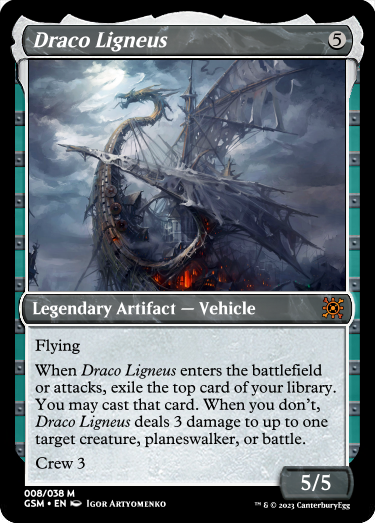 Draco Ligneus 5
Legendary Artifact — Vehicle
Flying
When Draco Ligneus enters the battlefield
or attacks, exile the top card of your library.
You may cast that card. When you don't,
Draco Ligneus deals 3 damage to up to one
target creature, planeswalker, or battle.
Crew 3
5/5
008/038 M
GSM • EN Igor Artyomenko
™ & © 2023 CanterburyEgg